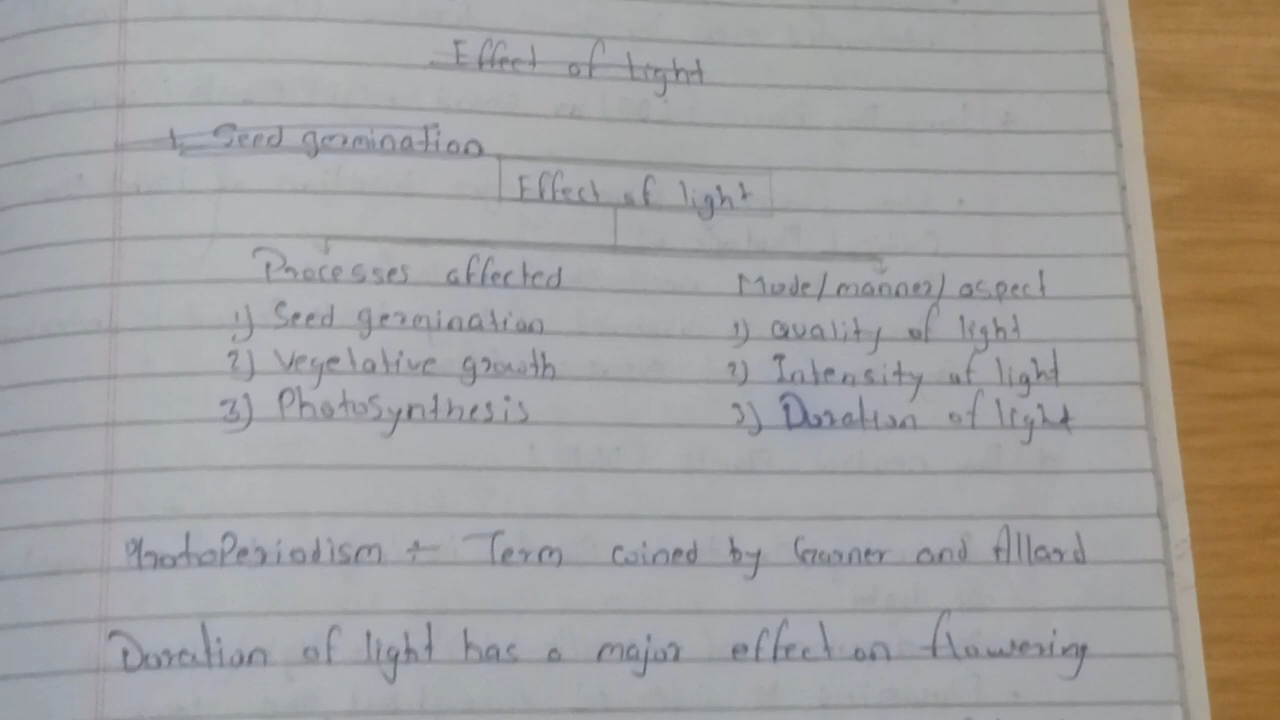 Effect of Light
1. Seed germination
Effect of light
Processes affected
1) Seed germination
2) Vegetative growth
3) Photosynthesis
Mode/manner/aspect
1) Quality of light
2) Intensity of light
3) Duration of light
PhotoPeriodism ÷ Term coined by Garner and Allard
Duration of light has a major effect on flowering